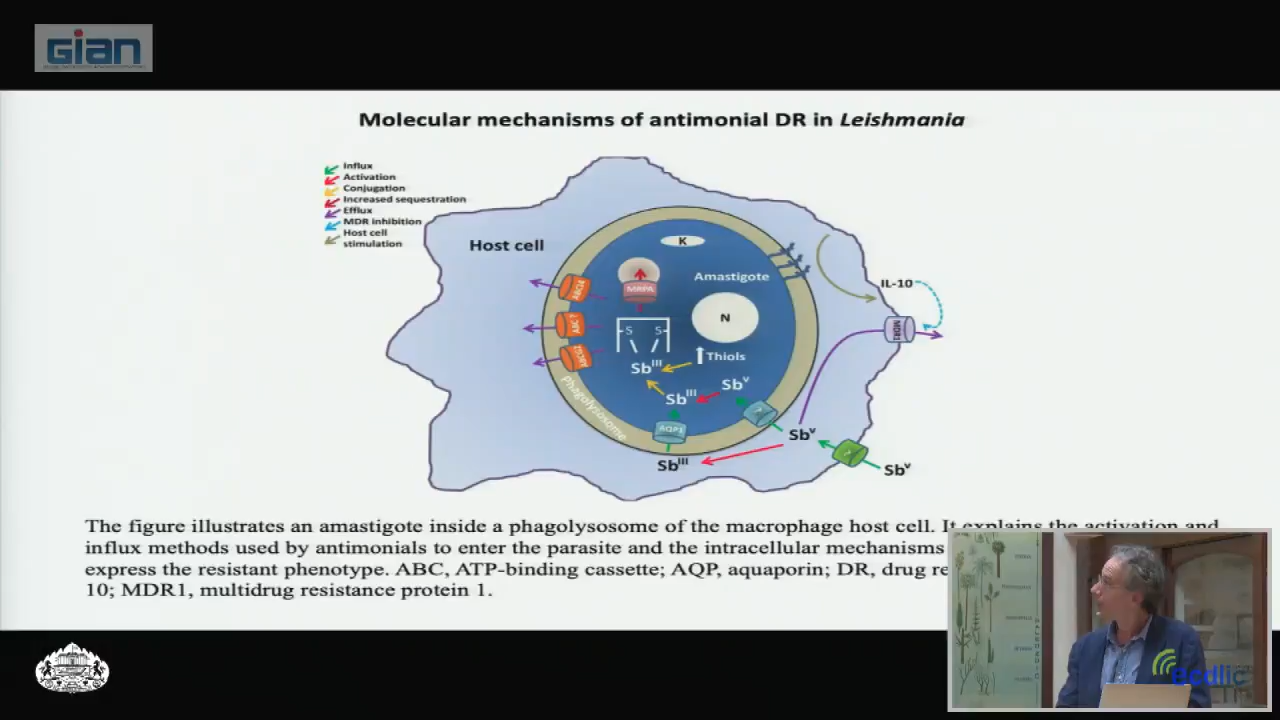 Gian
Molecular mechanisms of antimonial DR in Leishmania
Influx
Activation
Conjugation
Increased sequestration
Efflux
MDR inhibition
Host cell
stimulation
Host cell
K
Amastigote
IL-10
ABCI4
MRPA
N
MDR1
ABC ?
S S
Thiols
ABCG2
Sb^III
Sb^V
Sb^III
Phagolysosome
?
AQP1
Sb^V
Sb^III
?
Sb^V
The figure illustrates an amastigote inside a phagolysosome of the macrophage host cell. It explains the activation and
influx methods used by antimonials to enter the parasite and the intracellular mechanisms
express the resistant phenotype. ABC, ATP-binding cassette; AQP, aquaporin; DR, drug re
10; MDR1, multidrug resistance protein 1.